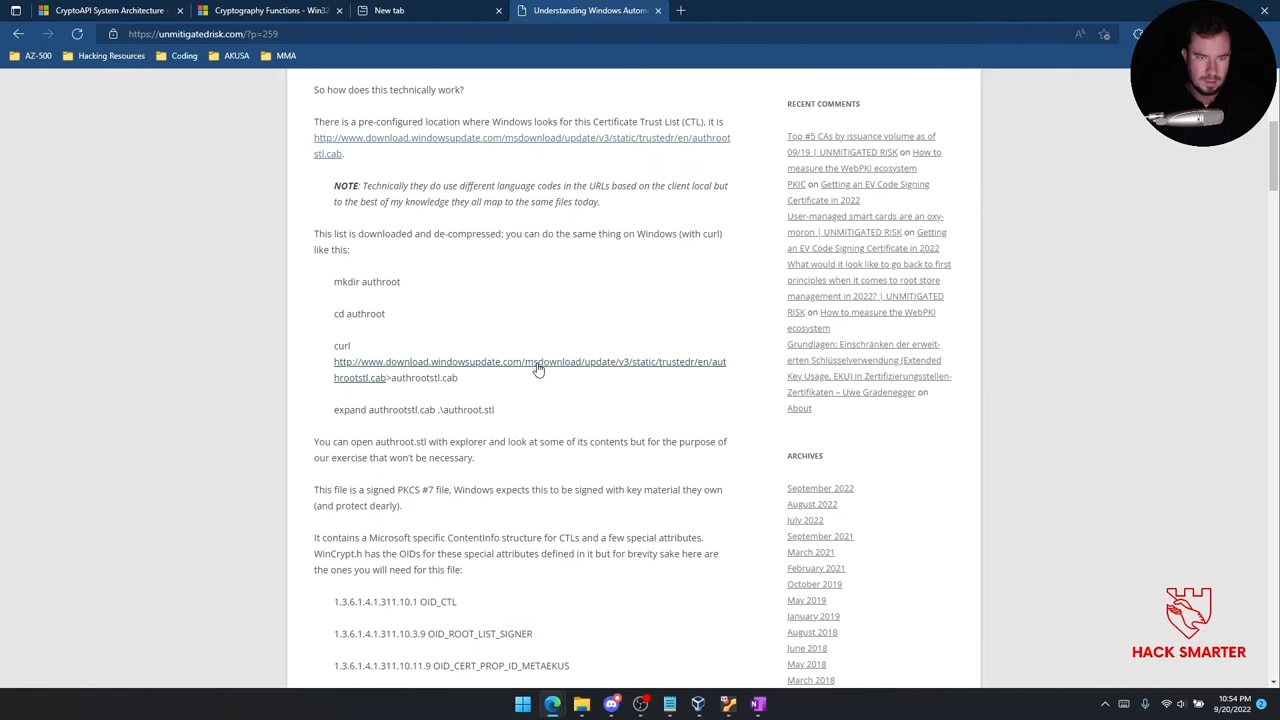 CryptoAPI System Architectur
Cryptography Functions - Win32
Understanding Windows Autom
https://unmitigatedrisk.com/?p=259
AZ-500
Hacking Resources
Coding
AKUSA
MMA
So how does this technically work?
There is a pre-configured location where Windows looks for this Certificate Trust List (CTL), it is
http://www.download.windowsupdate.com/msdownload/update/v3/static/trustedr/en/authroot
stl.cab.
NOTE: Technically they do use different language codes in the URLs based on the client local but
to the best of my knowledge they all map to the same files today.
This list is downloaded and de-compressed; you can do the same thing on Windows (with curl)
like this:
mkdir authroot
cd authroot
curl
http://www.download.windowsupdate.com/msdownload/update/v3/static/trustedr/en/aut
hrootstl.cab>authrootstl.cab
expand authrootstl.cab .\authroot.stl
You can open authroot.stl with explorer and look at some of its contents but for the purpose of
our exercise that won't be necessary.
This file is a signed PKCS #7 file, Windows expects this to be signed with key material they own
(and protect dearly).
It contains a Microsoft specific ContentInfo structure for CTLs and a few special attributes.
WinCrypt.h has the OIDs for these special attributes defined in it but for brevity sake here are
the ones you will need for this file:
1.3.6.1.4.1.311.10.1 OID_CTL
1.3.6.1.4.1.311.10.3.9 OID_ROOT_LIST_SIGNER
1.3.6.1.4.1.311.10.11.9 OID_CERT_PROP_ID_METAEKUS
RECENT COMMENTS
Top #5 CAs by issuance volume as of
09/19 | UNMITIGATED RISK on How to
measure the WebPKI ecosystem
PKIC on Getting an EV Code Signing
Certificate in 2022
User-managed smart cards are an oxy-
moron | UNMITIGATED RISK on Getting
an EV Code Signing Certificate in 2022
What would it look like to go back to first
principles when it comes to root store
management in 2022? | UNMITIGATED
RISK on How to measure the WebPKI
ecosystem
Grundlagen: Einschränken der erweit-
erten Schlüsselverwendung (Extended
Key Usage, EKU) in Zertifizierungsstellen-
Zertifikaten – Uwe Gradenegger on
About
ARCHIVES
September 2022
August 2022
July 2022
September 2021
March 2021
February 2021
October 2019
May 2019
January 2019
August 2018
June 2018
May 2018
March 2018
HACK SMARTER
10:54 PM
9/20/2022
2